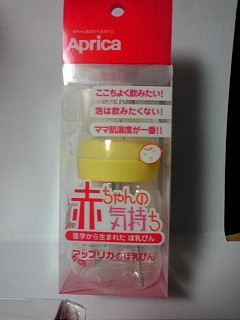 Aprica
ここちよく飲みたい!
泡は飲みたくない!
ママ肌温度が一番!!
赤ちゃんの
気持ち
医学から生まれた ほ乳びん
アップリカのほ乳びん